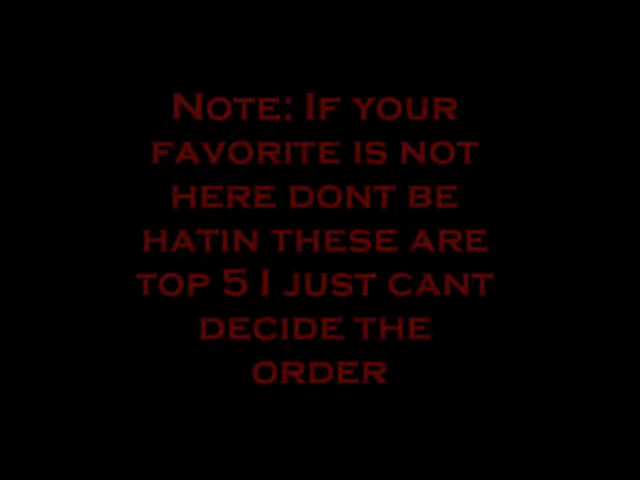 Note: If your
favorite is not
here dont be
hatin these are
top 5 I just cant
decide the
order